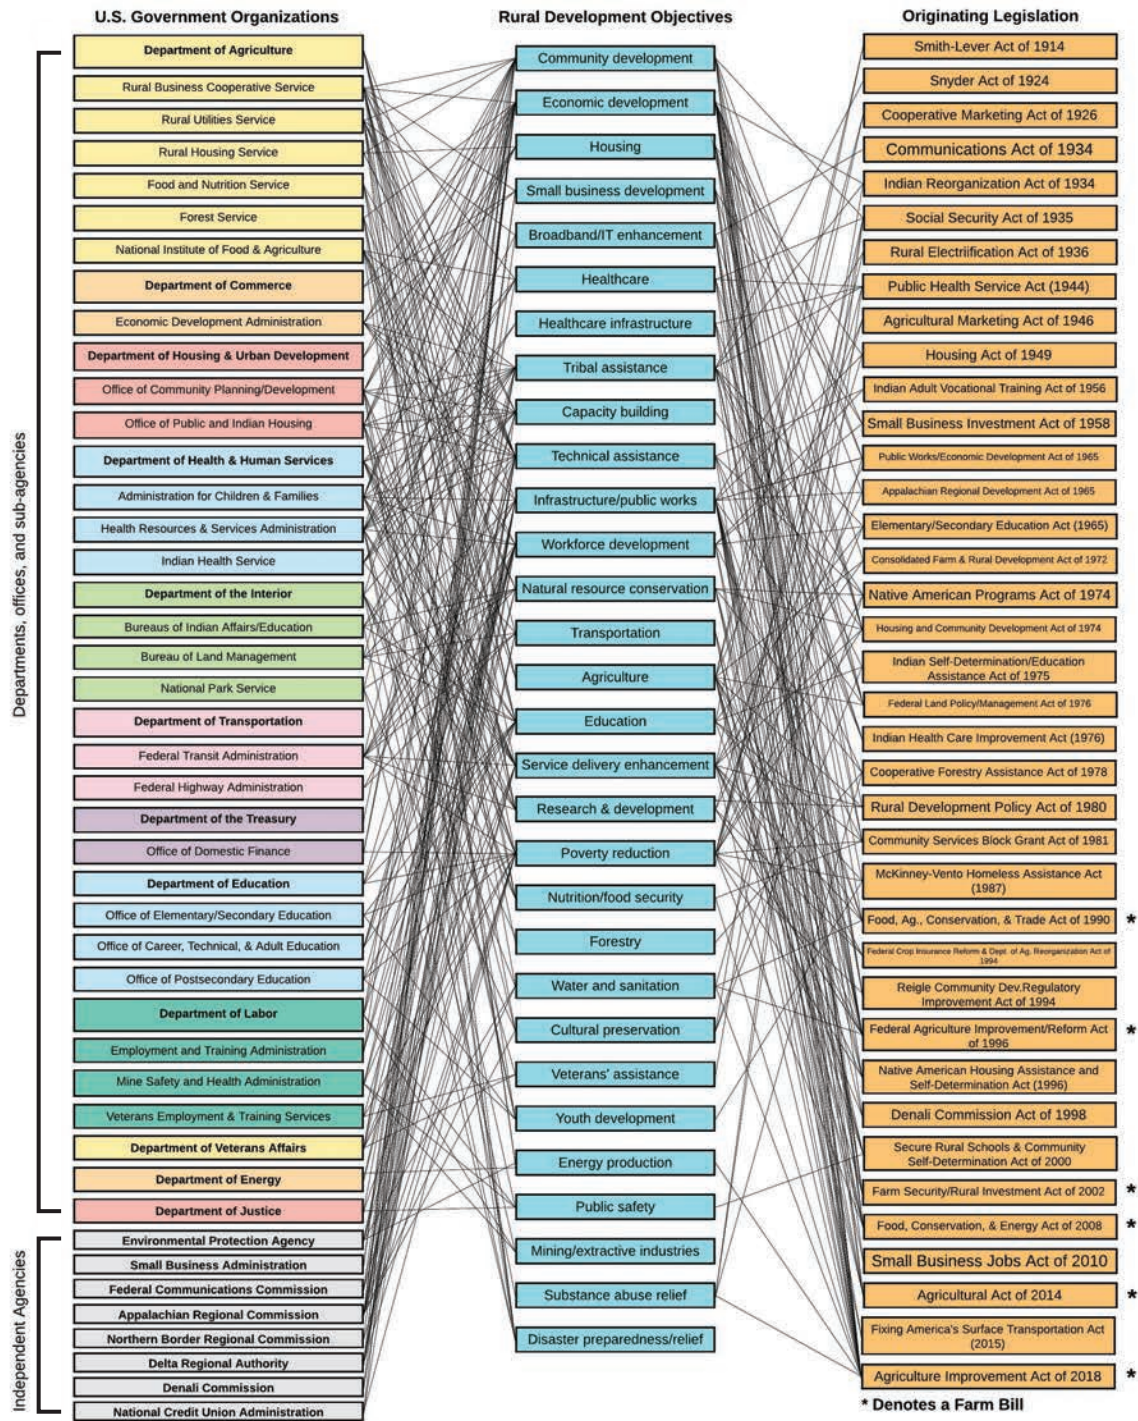 U.S. Government Organizations
Rural Development Objectives
Originating Legislation
Departments, offices, and sub-agencies
Department of Agriculture
Rural Business Cooperative Service
Rural Utilities Service
Rural Housing Service
Food and Nutrition Service
Forest Service
National Institute of Food & Agriculture
Department of Commerce
Economic Development Administration
Department of Housing & Urban Development
Office of Community Planning/Development
Office of Public and Indian Housing
Department of Health & Human Services
Administration for Children & Families
Health Resources & Services Administration
Indian Health Service
Department of the Interior
Bureaus of Indian Affairs/Education
Bureau of Land Management
National Park Service
Department of Transportation
Federal Transit Administration
Federal Highway Administration
Department of the Treasury
Office of Domestic Finance
Department of Education
Office of Elementary/Secondary Education
Office of Career, Technical, & Adult Education
Office of Postsecondary Education
Department of Labor
Employment and Training Administration
Mine Safety and Health Administration
Veterans Employment & Training Services
Department of Veterans Affairs
Department of Energy
Department of Justice
Independent Agencies
Environmental Protection Agency
Small Business Administration
Federal Communications Commission
Appalachian Regional Commission
Northern Border Regional Commission
Delta Regional Authority
Denali Commission
National Credit Union Administration
Community development
Economic development
Housing
Small business development
Broadband/IT enhancement
Healthcare
Healthcare infrastructure
Tribal assistance
Capacity building
Technical assistance
Infrastructure/public works
Workforce development
Natural resource conservation
Transportation
Agriculture
Education
Service delivery enhancement
Research & development
Poverty reduction
Nutrition/food security
Forestry
Water and sanitation
Cultural preservation
Veterans' assistance
Youth development
Energy production
Public safety
Mining/extractive industries
Substance abuse relief
Disaster preparedness/relief
Smith-Lever Act of 1914
Snyder Act of 1924
Cooperative Marketing Act of 1926
Communications Act of 1934
Indian Reorganization Act of 1934
Social Security Act of 1935
Rural Electriification Act of 1936
Public Health Service Act (1944)
Agricultural Marketing Act of 1946
Housing Act of 1949
Indian Adult Vocational Training Act of 1956
Small Business Investment Act of 1958
Public Works/Economic Development Act of 1965
Appalachian Regional Development Act of 1965
Elementary/Secondary Education Act (1965)
Consolidated Farm & Rural Development Act of 1972
Native American Programs Act of 1974
Housing and Community Development Act of 1974
Indian Self-Determination/Education
Assistance Act of 1975
Federal Land Policy/Management Act of 1976
Indian Health Care Improvement Act (1976)
Cooperative Forestry Assistance Act of 1978
Rural Development Policy Act of 1980
Community Services Block Grant Act of 1981
McKinney-Vento Homeless Assistance Act
(1987)
Food, Ag., Conservation, & Trade Act of 1990 *
Federal Crop Insurance Reform & Dept. of Ag. Reorganization Act of
1994
Reigle Community Dev.Regulatory
Improvement Act of 1994
Federal Agriculture Improvement/Reform Act *
of 1996
Native American Housing Assistance and
Self-Determination Act (1996)
Denali Commission Act of 1998
Secure Rural Schools & Community
Self-Determination Act of 2000
Farm Security/Rural Investment Act of 2002 *
Food, Conservation, & Energy Act of 2008 *
Small Business Jobs Act of 2010
Agricultural Act of 2014 *
Fixing America's Surface Transportation Act
(2015)
Agriculture Improvement Act of 2018 *
* Denotes a Farm Bill